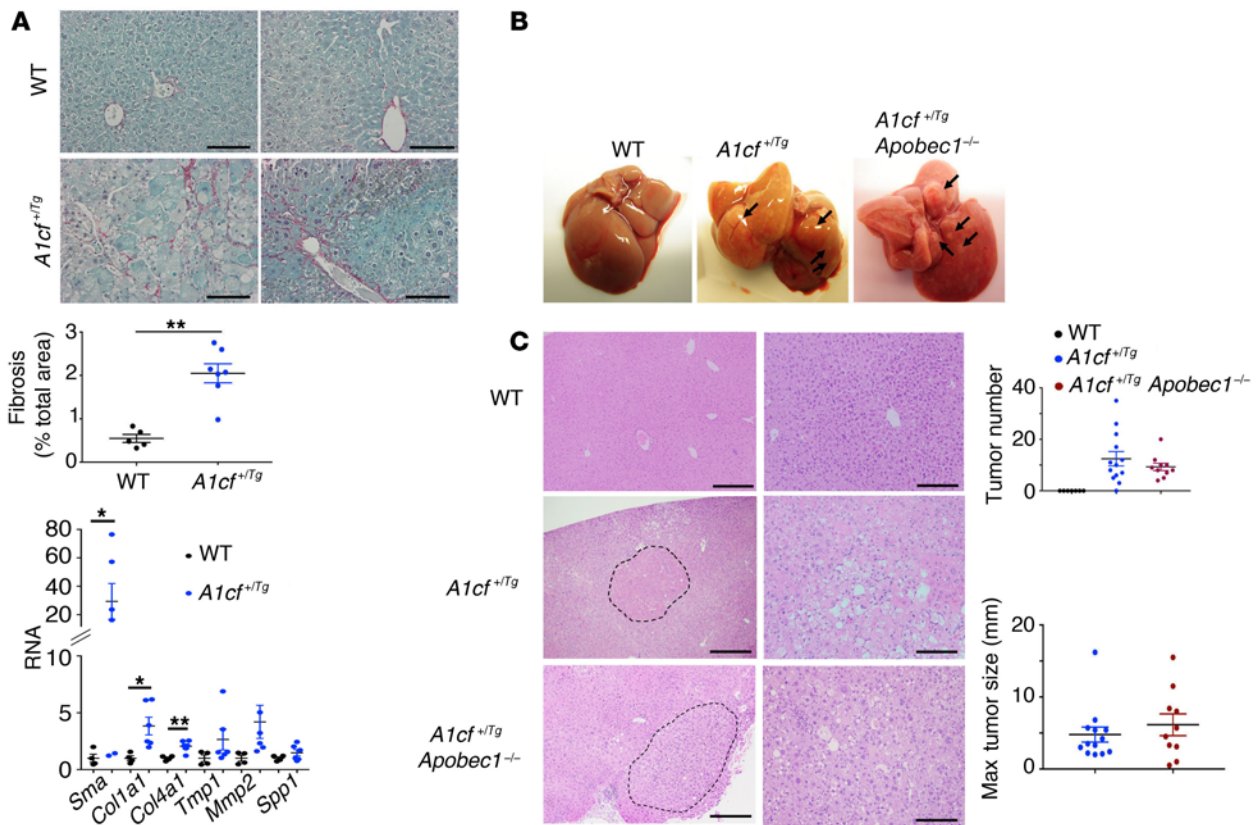 A
WT
A1cf +/Tg
Fibrosis
(% total area)
3
2
1
0
**
WT
A1cf +/Tg
RNA
80
60
40
20
10
5
0
*
*
**
WT
A1cf +/Tg
Sma
Col1a1
Col4a1
Tmp1
Mmp2
Spp1
B
WT
A1cf +/Tg
A1cf +/Tg
Apobec1–/–
C
WT
A1cf +/Tg
A1cf +/Tg
Apobec1–/–
WT
A1cf +/Tg
A1cf +/Tg Apobec1–/–
Tumor number
40
20
0
Max tumor size (mm)
20
10
0